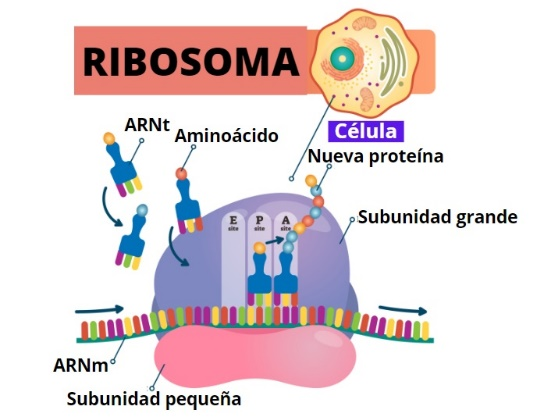 RIBOSOMA
Célula
ARNt
Aminoácido
Nueva proteína
Subunidad grande
E
site
P
site
A
site
ARNm
Subunidad pequeña